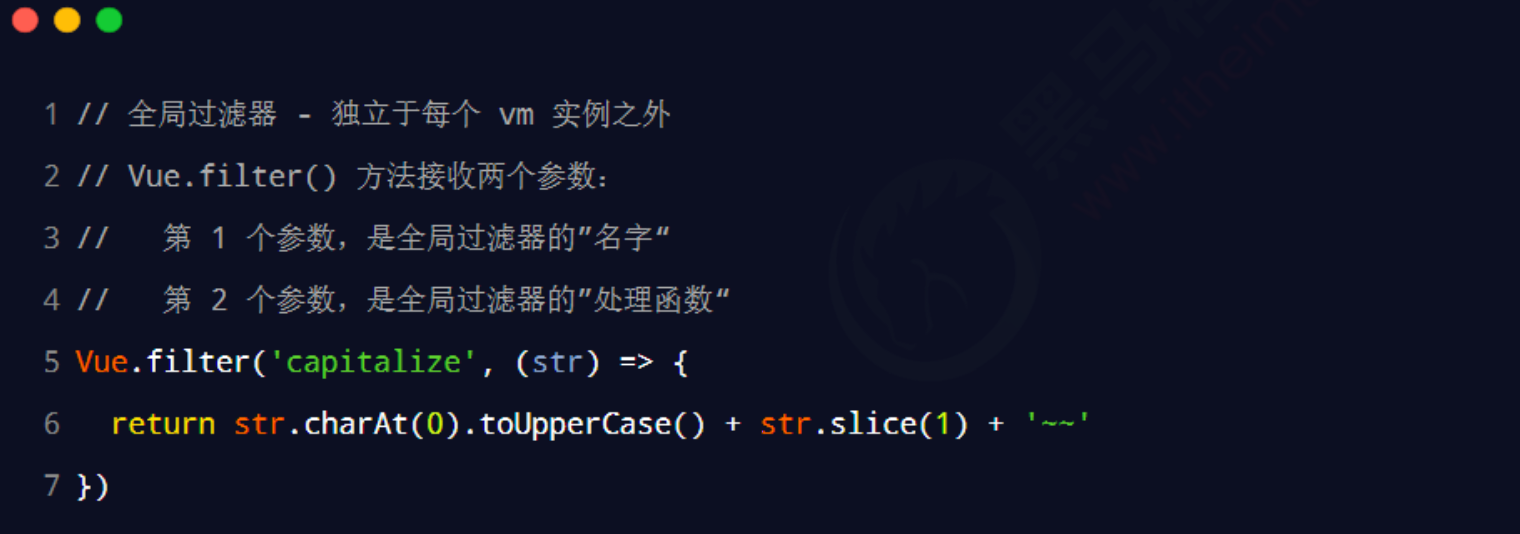 1 // 全局过滤器 - 独立于每个 vm 实例之外
2 // Vue.filter() 方法接收两个参数：
3 //   第 1 个参数，是全局过滤器的”名字“
4 //   第 2 个参数，是全局过滤器的”处理函数“
5 Vue.filter('capitalize', (str) => {
6   return str.charAt(0).toUpperCase() + str.slice(1) + '~~'
7 })
黑马